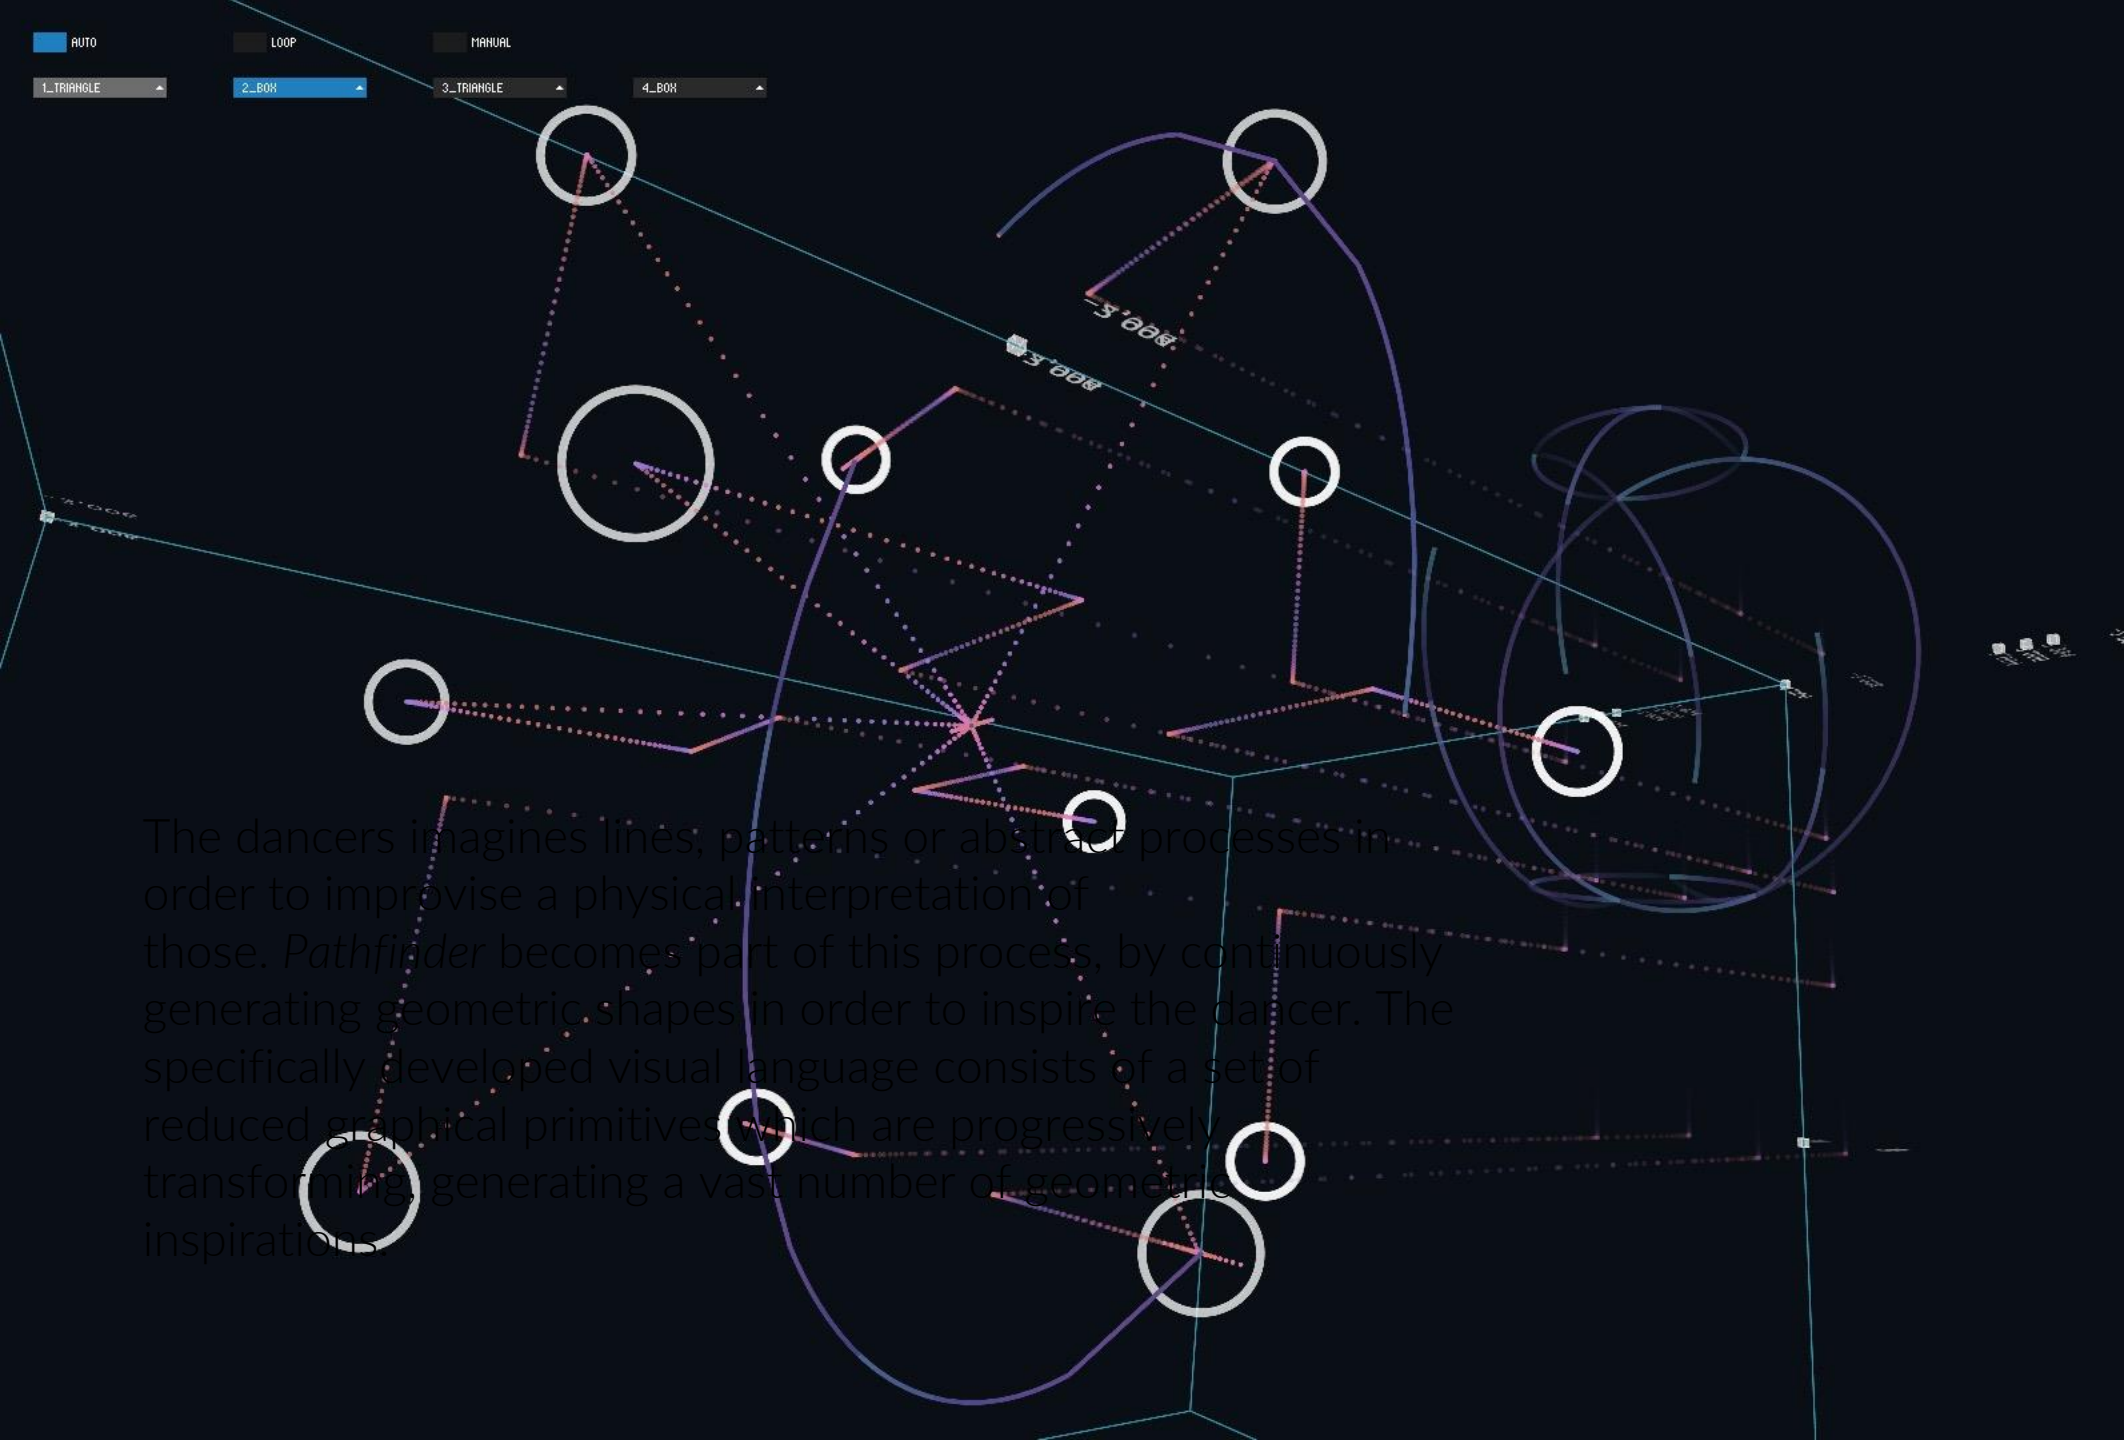 AUTO LOOP MANUAL
1_TRIANGLE 2_BOX 3_TRIANGLE 4_BOX
The dancers imagines lines, patterns or abstract processes in
order to improvise a physical interpretation of
those. Pathfinder becomes part of this process, by continuously
generating geometric shapes in order to inspire the dancer. The
specifically developed visual language consists of a set of
reduced graphical primitives which are progressively
transforming, generating a vast number of geometric
inspirations.